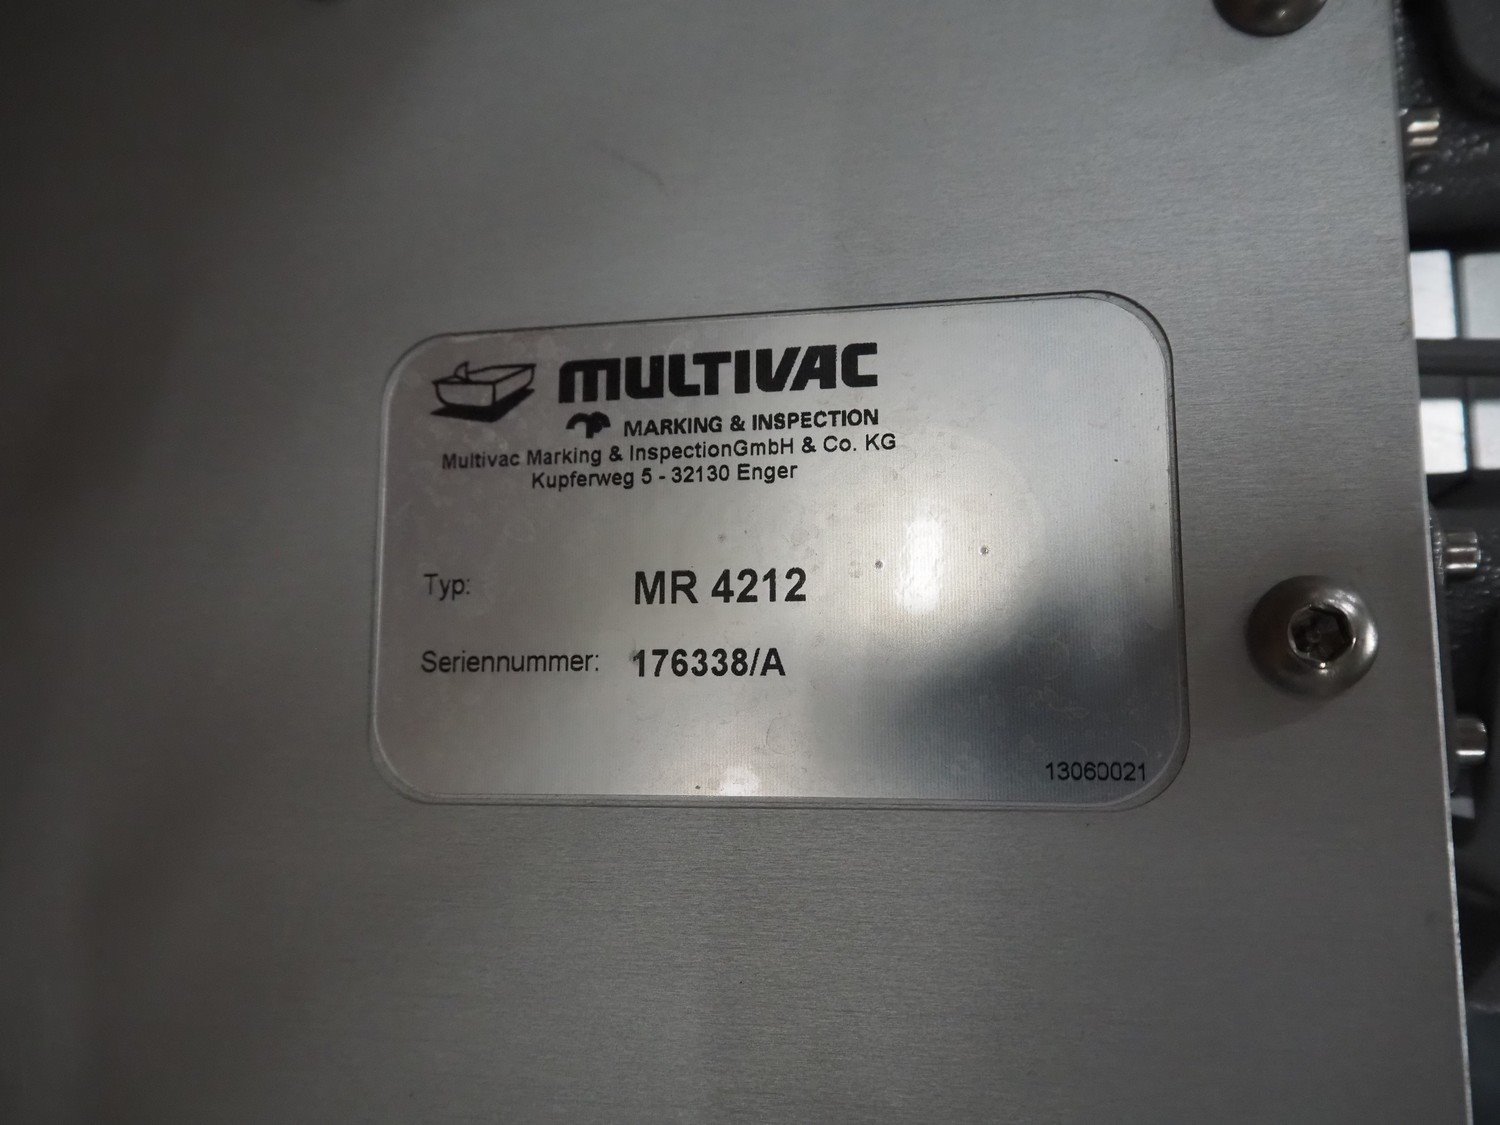 MULTIVAC
MARKING & INSPECTION
Multivac Marking & InspectionGmbH & Co. KG
Kupferweg 5 - 32130 Enger
Typ: MR 4212
Seriennummer: 176338/A
13060021